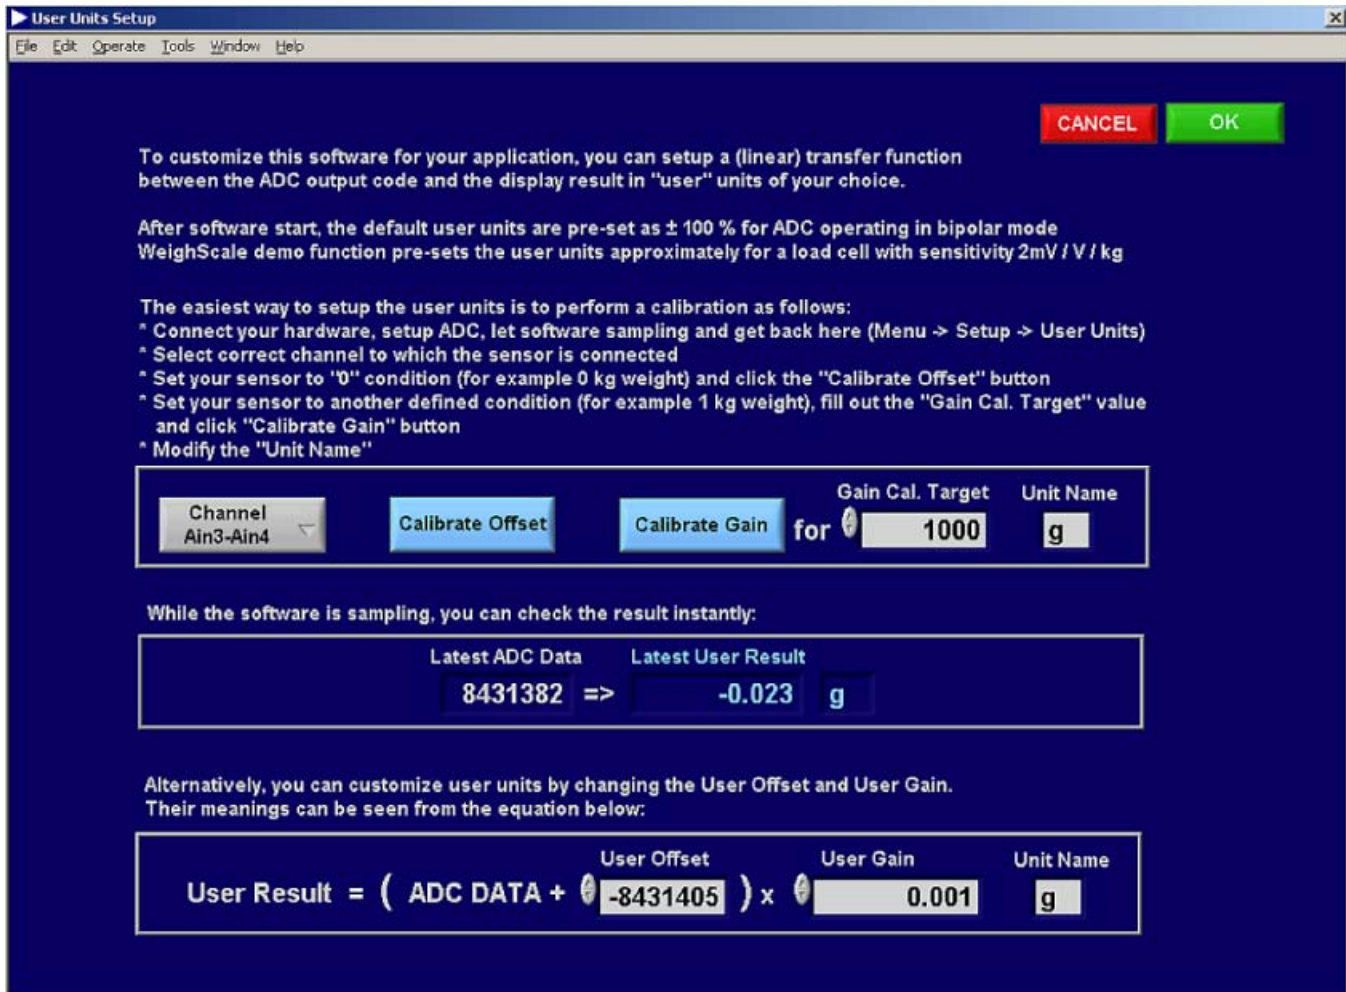 User Units Setup
File Edit Operate Tools Window Help
CANCEL OK
To customize this software for your application, you can setup a (linear) transfer function
between the ADC output code and the display result in "user" units of your choice.
After software start, the default user units are pre-set as ± 100 % for ADC operating in bipolar mode
WeighScale demo function pre-sets the user units approximately for a load cell with sensitivity 2mV / V / kg
The easiest way to setup the user units is to perform a calibration as follows:
* Connect your hardware, setup ADC, let software sampling and get back here (Menu -> Setup -> User Units)
* Select correct channel to which the sensor is connected
* Set your sensor to "0" condition (for example 0 kg weight) and click the "Calibrate Offset" button
* Set your sensor to another defined condition (for example 1 kg weight), fill out the "Gain Cal. Target" value
and click "Calibrate Gain" button
* Modify the "Unit Name"
Gain Cal. Target Unit Name
Channel
Ain3-Ain4
Calibrate Offset Calibrate Gain for 1000 g
While the software is sampling, you can check the result instantly:
Latest ADC Data Latest User Result
8431382 => -0.023 g
Alternatively, you can customize user units by changing the User Offset and User Gain.
Their meanings can be seen from the equation below:
User Offset User Gain Unit Name
User Result = ( ADC DATA + -8431405 ) x 0.001 g